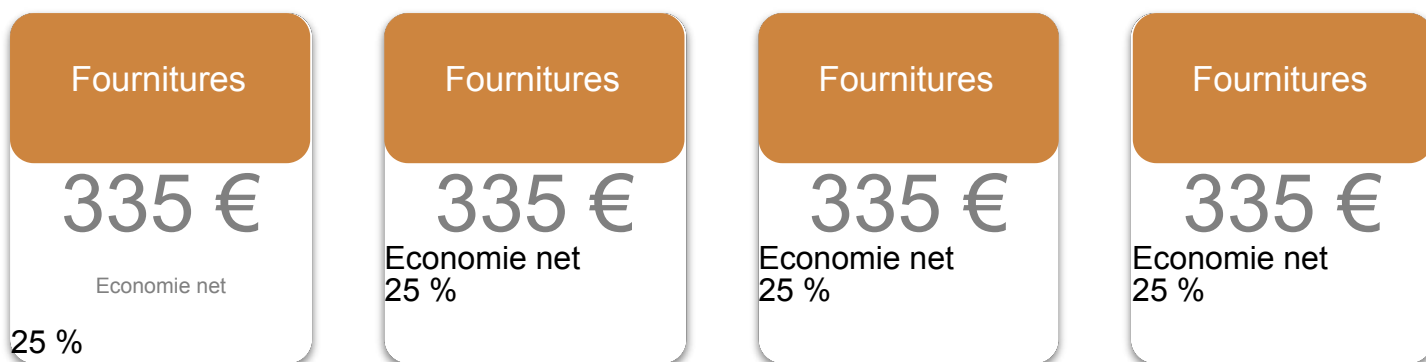 Fournitures
335 €
Economie net
25 %
Fournitures
335 €
Economie net
25 %
Fournitures
335 €
Economie net
25 %
Fournitures
335 €
Economie net
25 %